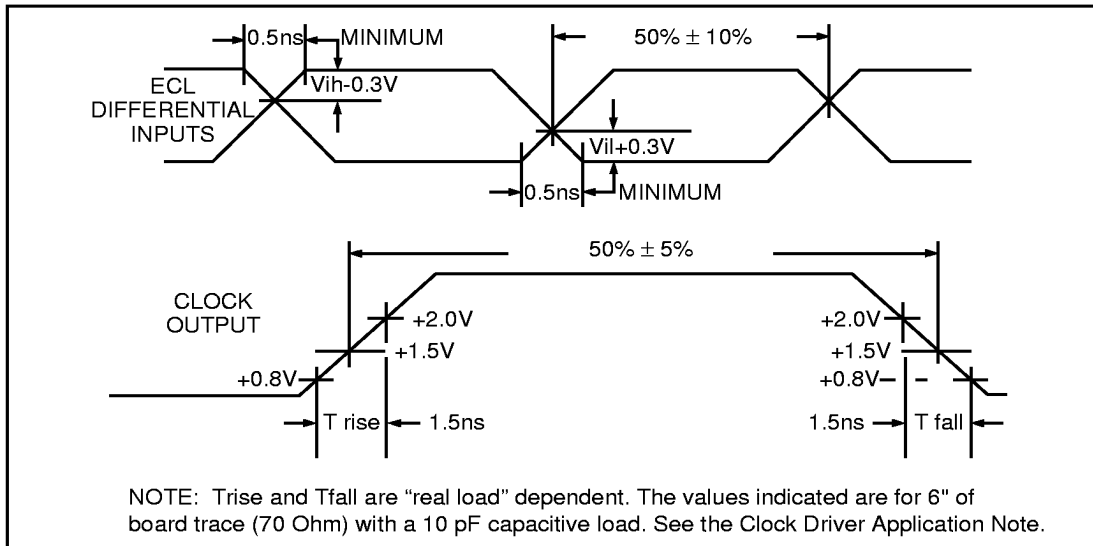 0.5ns MINIMUM
50% ± 10%
ECL
DIFFERENTIAL
INPUTS
Vih-0.3V
Vil+0.3V
0.5ns MINIMUM
50% ± 5%
CLOCK
OUTPUT
+2.0V
+1.5V
+0.8V
T rise 1.5ns
+2.0V
+1.5V
+0.8V
1.5ns T fall
NOTE: Trise and Tfall are “real load” dependent. The values indicated are for 6" of
board trace (70 Ohm) with a 10 pF capacitive load. See the Clock Driver Application Note.